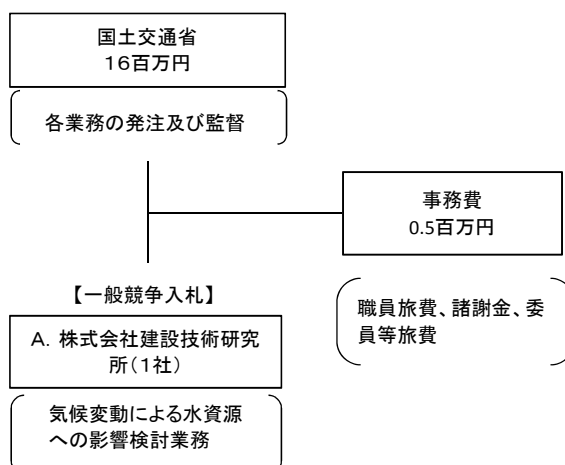 国土交通省
16百万円
各業務の発注及び監督
事務費
0.5百万円
職員旅費、諸謝金、委
員等旅費
【一般競争入札】
A. 株式会社建設技術研究
所(1社)
気候変動による水資源
への影響検討業務